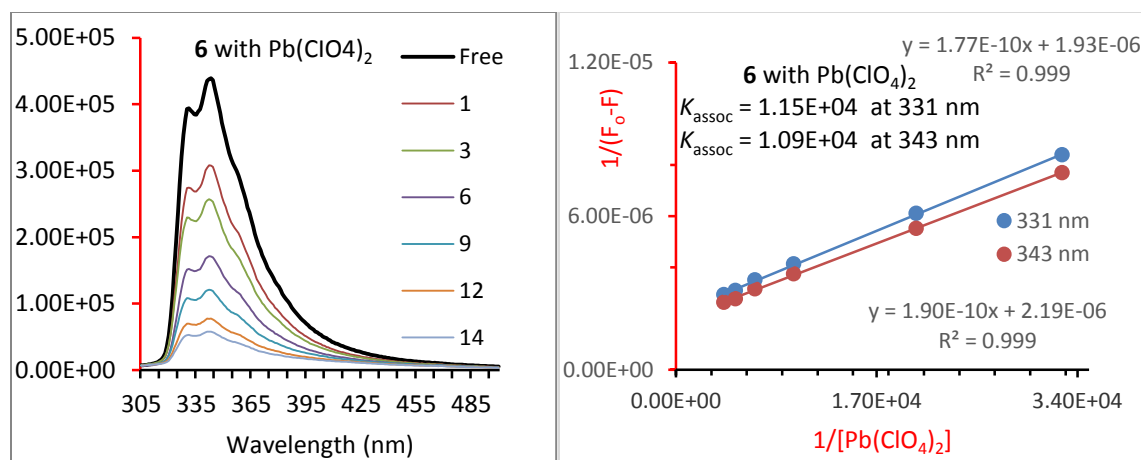 5.00E+05
4.00E+05
3.00E+05
2.00E+05
1.00E+05
0.00E+00
305 335 365 395 425 455 485
Wavelength (nm)
6 with Pb(ClO4)₂
Free
1
3
6
9
12
14
y = 1.77E-10x + 1.93E-06
R² = 0.999
6 with Pb(ClO₄)₂
Kassoc = 1.15E+04 at 331 nm
Kassoc = 1.09E+04 at 343 nm
1.20E-05
6.00E-06
0.00E+00
1/(Fₒ-F)
331 nm
343 nm
y = 1.90E-10x + 2.19E-06
R² = 0.999
0.00E+00 1.70E+04 3.40E+04
1/[Pb(ClO₄)₂]